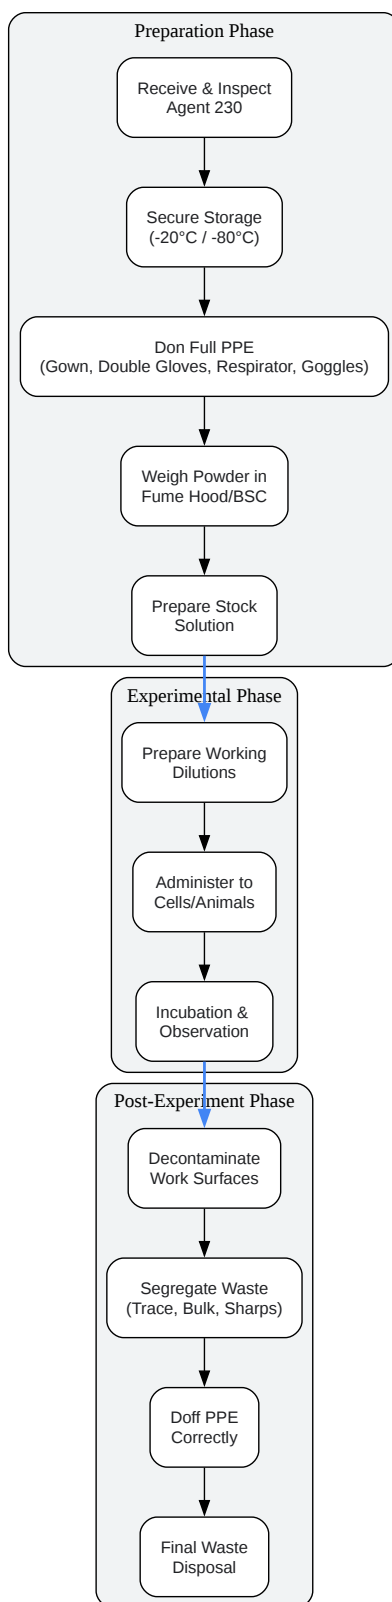 Preparation Phase
Receive & Inspect
Agent 230
Secure Storage
(-20°C / -80°C)
Don Full PPE
(Gown, Double Gloves, Respirator, Goggles)
Weigh Powder in
Fume Hood/BSC
Prepare Stock
Solution
Experimental Phase
Prepare Working
Dilutions
Administer to
Cells/Animals
Incubation &
Observation
Post-Experiment Phase
Decontaminate
Work Surfaces
Segregate Waste
(Trace, Bulk, Sharps)
Doff PPE
Correctly
Final Waste
Disposal